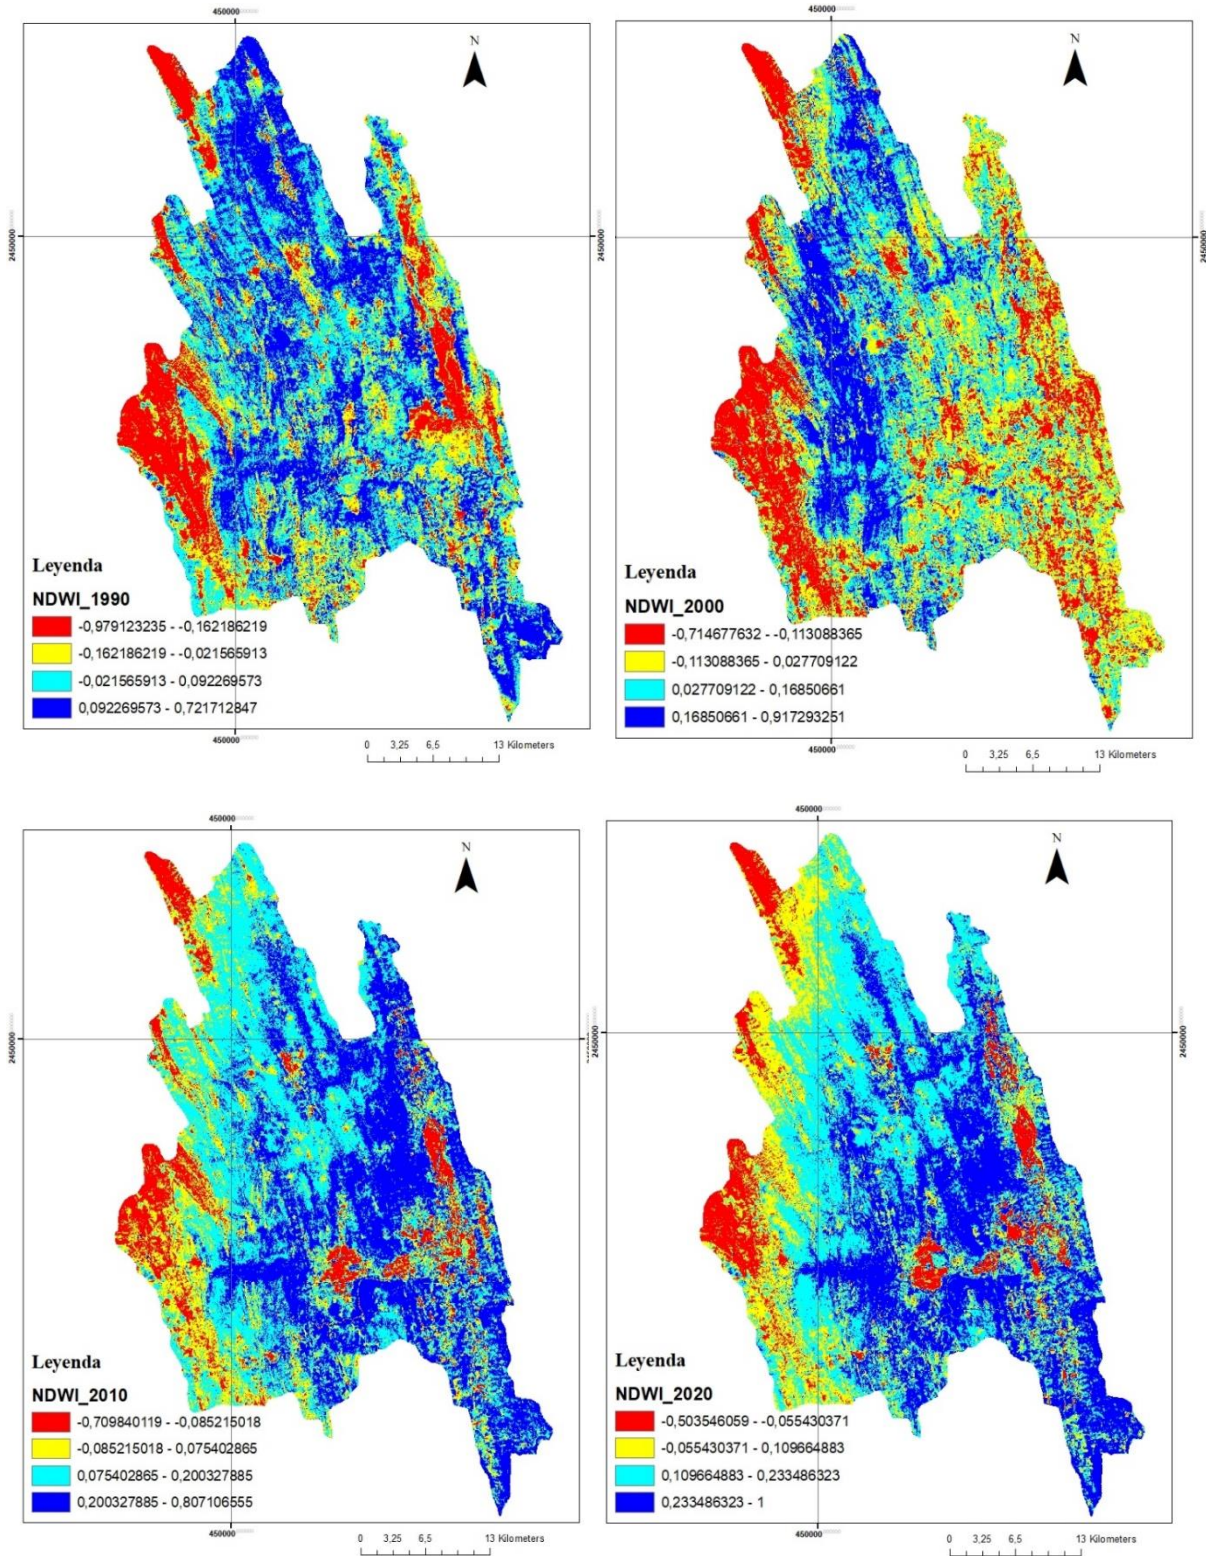 450000
N
2450000
Leyenda
NDWI_1990
-0,979123235 - -0,162186219
-0,162186219 - -0,021565913
-0,021565913 - 0,092269573
0,092269573 - 0,721712847
450000
0 3,25 6,5 13 Kilometers
450000
N
2450000
Leyenda
NDWI_2000
-0,714677632 - -0,113088365
-0,113088365 - 0,027709122
0,027709122 - 0,16850661
0,16850661 - 0,917293251
450000
0 3,25 6,5 13 Kilometers
450000
N
2450000
Leyenda
NDWI_2010
-0,709840119 - -0,085215018
-0,085215018 - 0,075402865
0,075402865 - 0,200327885
0,200327885 - 0,807106555
450000
0 3,25 6,5 13 Kilometers
450000
N
2450000
2450000
Leyenda
NDWI_2020
-0,503546059 - -0,055430371
-0,055430371 - 0,109664883
0,109664883 - 0,233486323
0,233486323 - 1
450000
0 3,25 6,5 13 Kilometers